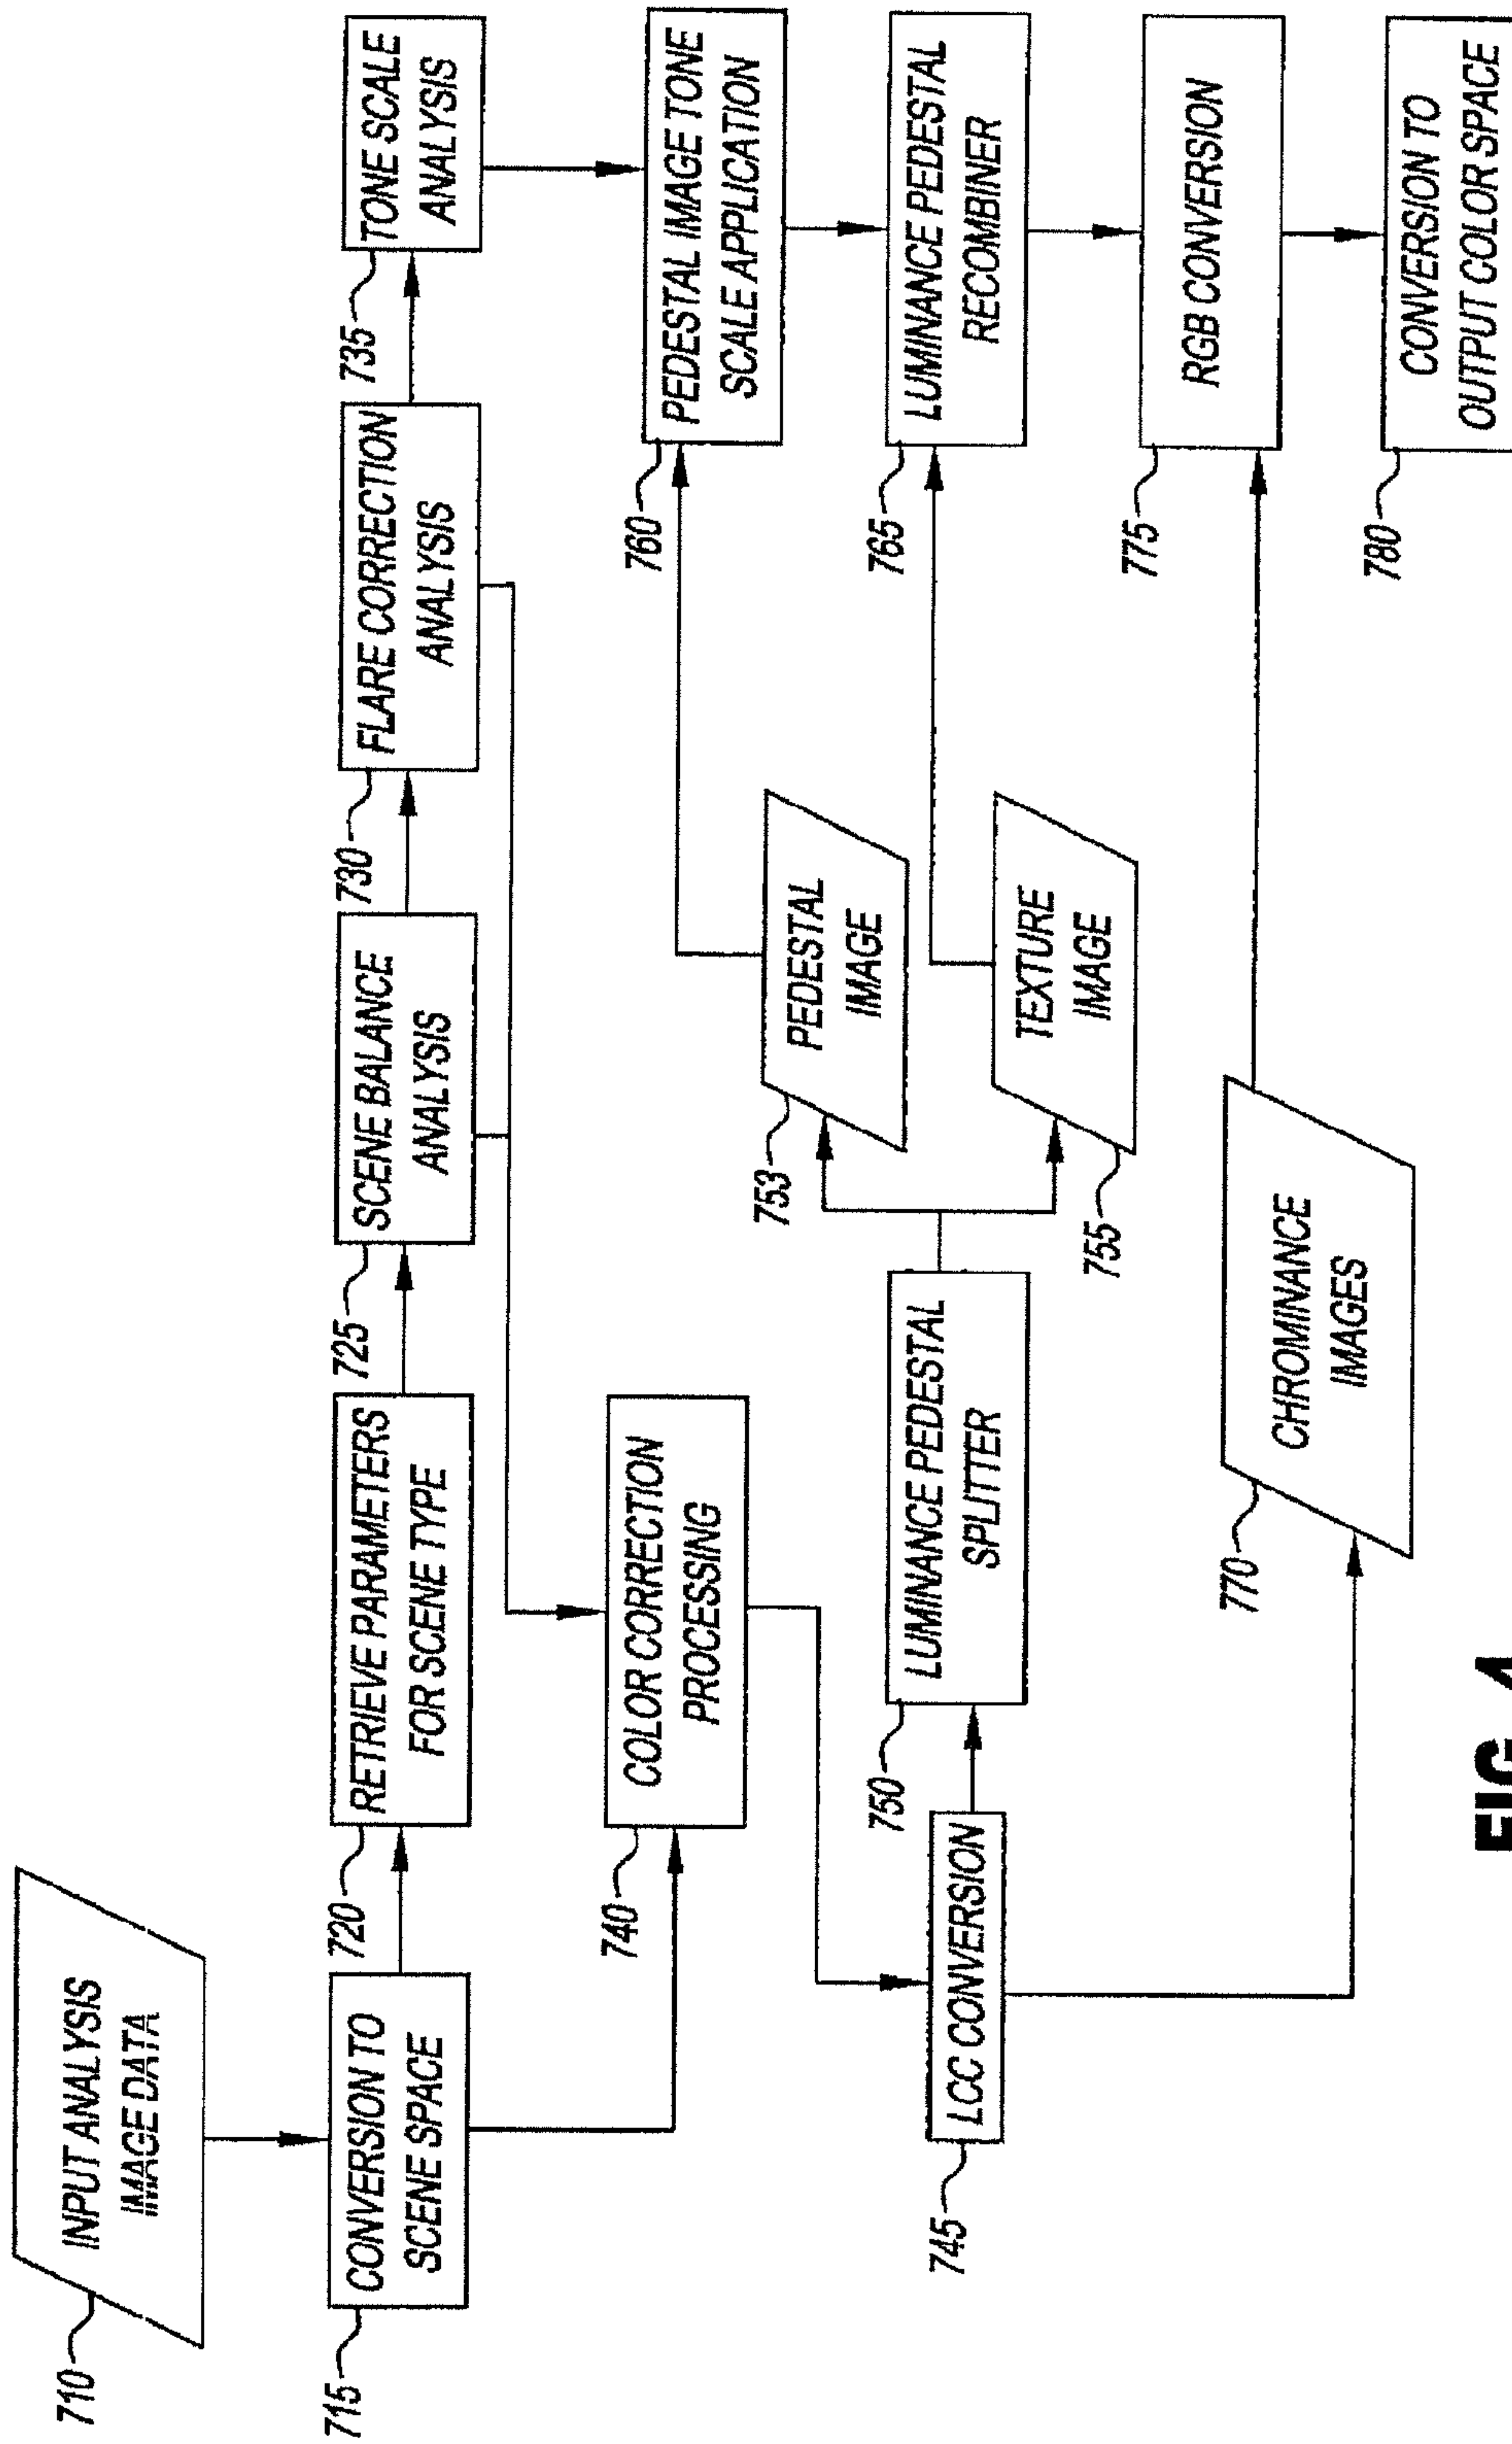 710
INPUT ANALYSIS
IMAGE DATA
715
CONVERSION TO
SCENE SPACE
720
RETRIEVE PARAMETERS
FOR SCENE TYPE
725
SCENE BALANCE
ANALYSIS
730
FLARE CORRECTION
ANALYSIS
735
TONE SCALE
ANALYSIS
740
COLOR CORRECTION
PROCESSING
745
LCC CONVERSION
750
LUMINANCE PEDESTAL
SPLITTER
753
PEDESTAL
IMAGE
755
TEXTURE
IMAGE
760
PEDESTAL IMAGE TONE
SCALE APPLICATION
765
LUMINANCE PEDESTAL
RECOMBINER
770
CHROMINANCE
IMAGES
775
RGB CONVERSION
780
CONVERSION TO
OUTPUT COLOR SPACE
FIG. 4